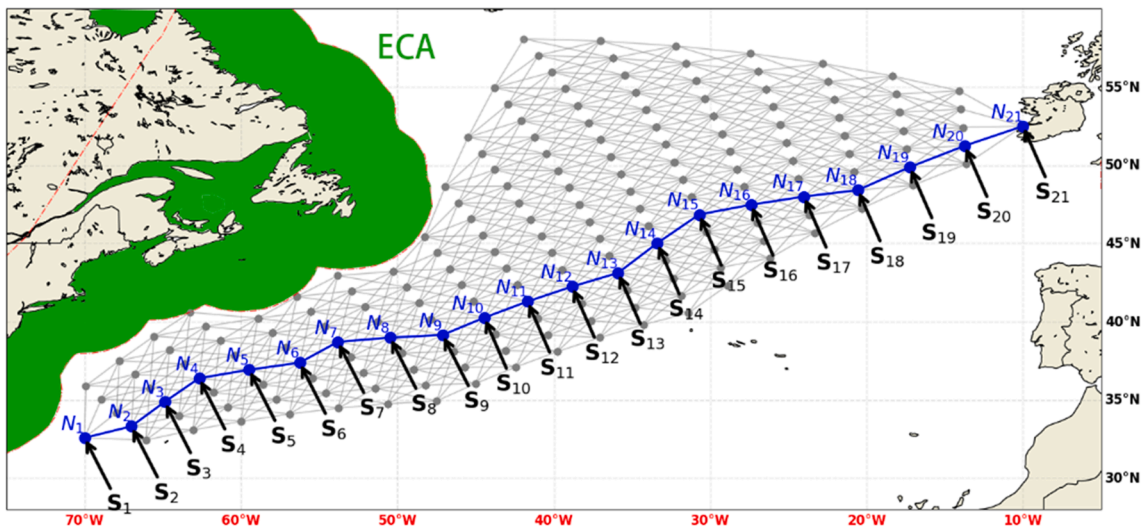 ECA
55°N
50°N
45°N
40°N
35°N
30°N
N₁
N₂
N₃
N₄
N₅
N₆
N₇
N₈
N₉
N₁₀
N₁₁
N₁₂
N₁₃
N₁₄
N₁₅
N₁₆
N₁₇
N₁₈
N₁₉
N₂₀
N₂₁
S₁
S₂
S₃
S₄
S₅
S₆
S₇
S₈
S₉
S₁₀
S₁₁
S₁₂
S₁₃
S₁₄
S₁₅
S₁₆
S₁₇
S₁₈
S₁₉
S₂₀
S₂₁
70°W 60°W 50°W 40°W 30°W 20°W 10°W